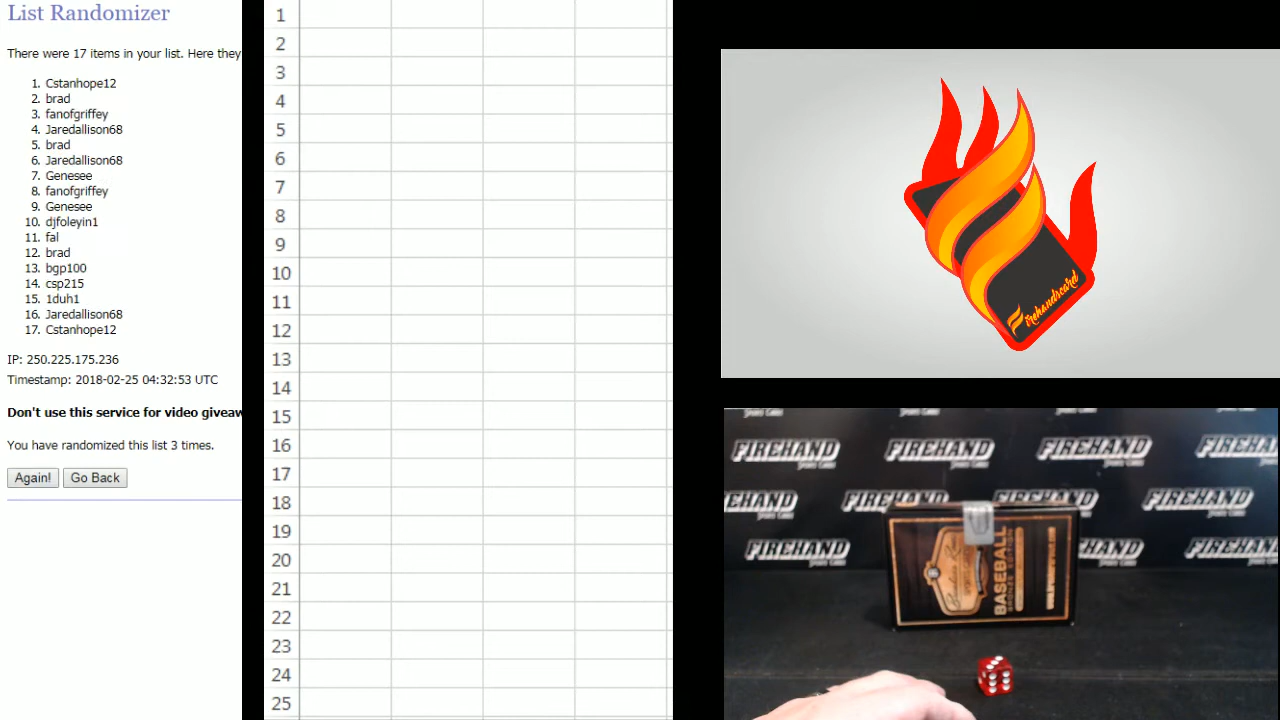 List Randomizer
There were 17 items in your list. Here they
1. Cstanhope12
2. brad
3. fanofgriffey
4. Jaredallison68
5. brad
6. Jaredallison68
7. Genesee
8. fanofgriffey
9. Genesee
10. djfoleyin1
11. fal
12. brad
13. bgp100
14. csp215
15. 1duh1
16. Jaredallison68
17. Cstanhope12
IP: 250.225.175.236
Timestamp: 2018-02-25 04:32:53 UTC
Don't use this service for video giveaw
You have randomized this list 3 times.
Again! Go Back
1
2
3
4
5
6
7
8
9
10
11
12
13
14
15
16
17
18
19
20
21
22
23
24
25
Firehandscard
FIREHAND FIREHAND FIREHAND FIREHAND
FIREHAND FIREHAND FIREHAND FIREHAND
FIREHAND FIREHAND FIREHAND
BASEBALL
BRONZE EDITION